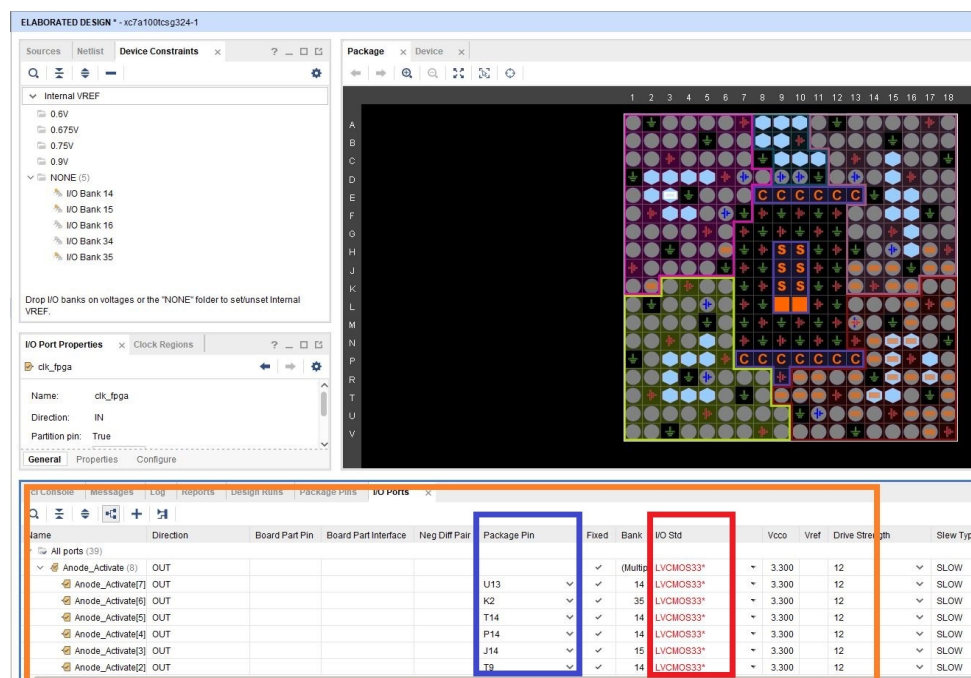 ELABORATED DESIGN * - xc7a100tcsg324-1
Sources Netlist Device Constraints × ? _
Package × Device ×
Internal VREF
0.6V
0.675V
0.75V
0.9V
NONE (5)
I/O Bank 14
I/O Bank 15
I/O Bank 16
I/O Bank 34
I/O Bank 35
Drop I/O banks on voltages or the "NONE" folder to set/unset Internal
VREF.
1 2 3 4 5 6 7 8 9 10 11 12 13 14 15 16 17 18
A
B
C
D
E C C C C C C
F
G
H S S
J S S
K S S
L
M
N
P C C C C C C C
R
T
U
V
I/O Port Properties × Clock Regions ? _
clk_fpga
Name: clk_fpga
Direction: IN
Partition pin: True
General Properties Configure
Tcl Console Messages Log Reports Design Runs Package Pins I/O Ports ×
Name Direction Board Part Pin Board Part Interface Neg Diff Pair Package Pin Fixed Bank I/O Std Vcco Vref Drive Strength Slew Typ
All ports (39)
Anode_Activate (8) OUT (Multip LVCMOS33* 3.300 12 SLOW
Anode_Activate[7] OUT U13 14 LVCMOS33* 3.300 12 SLOW
Anode_Activate[6] OUT K2 35 LVCMOS33* 3.300 12 SLOW
Anode_Activate[5] OUT T14 14 LVCMOS33* 3.300 12 SLOW
Anode_Activate[4] OUT P14 14 LVCMOS33* 3.300 12 SLOW
Anode_Activate[3] OUT J14 15 LVCMOS33* 3.300 12 SLOW
Anode_Activate[2] OUT T9 14 LVCMOS33* 3.300 12 SLOW